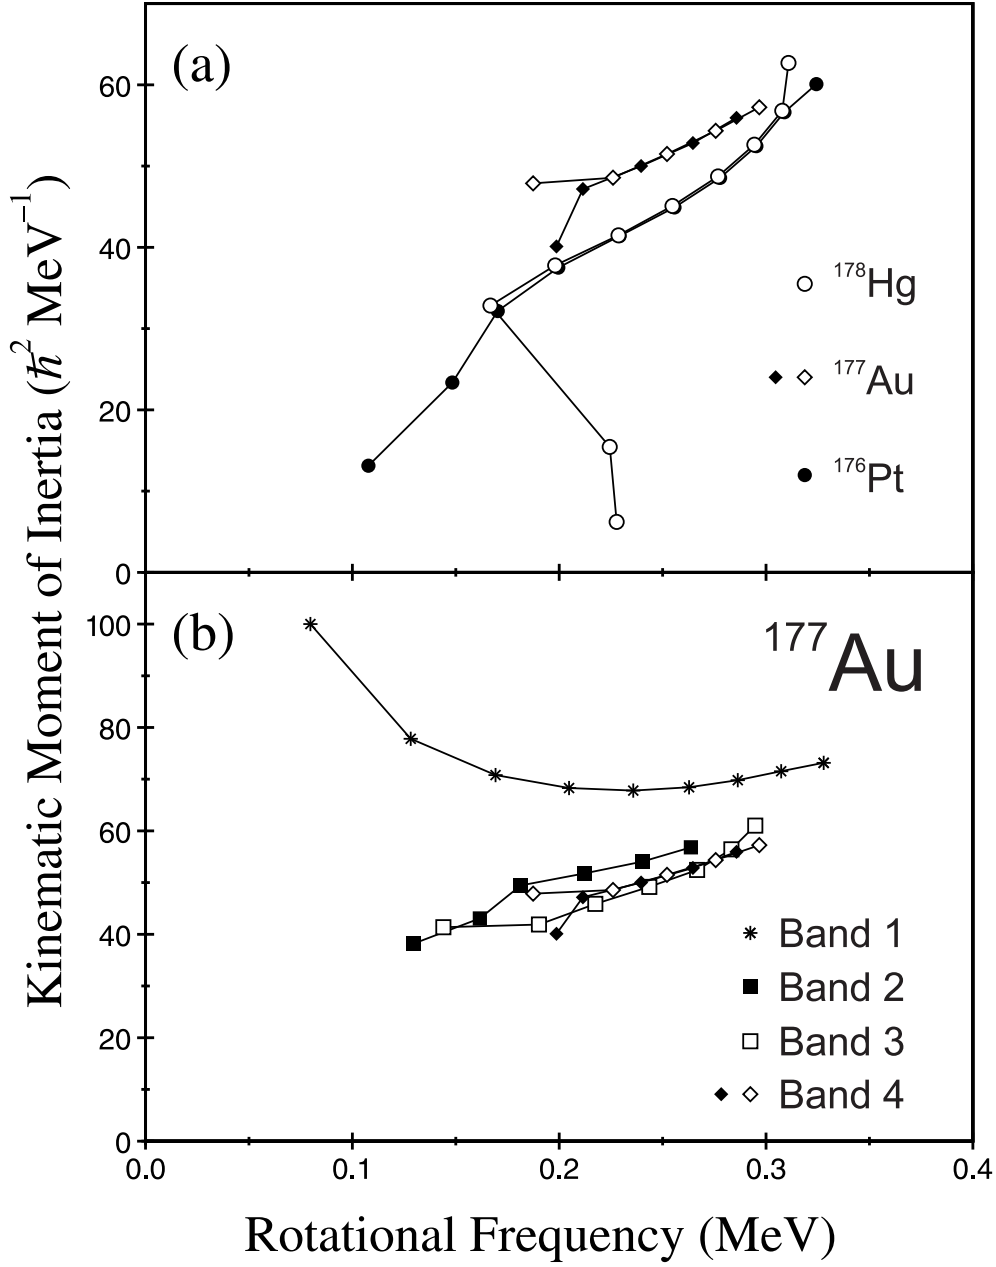 Kinematic Moment of Inertia (ℏ² MeV⁻¹)
(a)
60
40
20
0
¹⁷⁸Hg
¹⁷⁷Au
¹⁷⁶Pt
(b)
¹⁷⁷Au
100
80
60
40
20
0
Band 1
Band 2
Band 3
Band 4
0.0 0.1 0.2 0.3 0.4
Rotational Frequency (MeV)